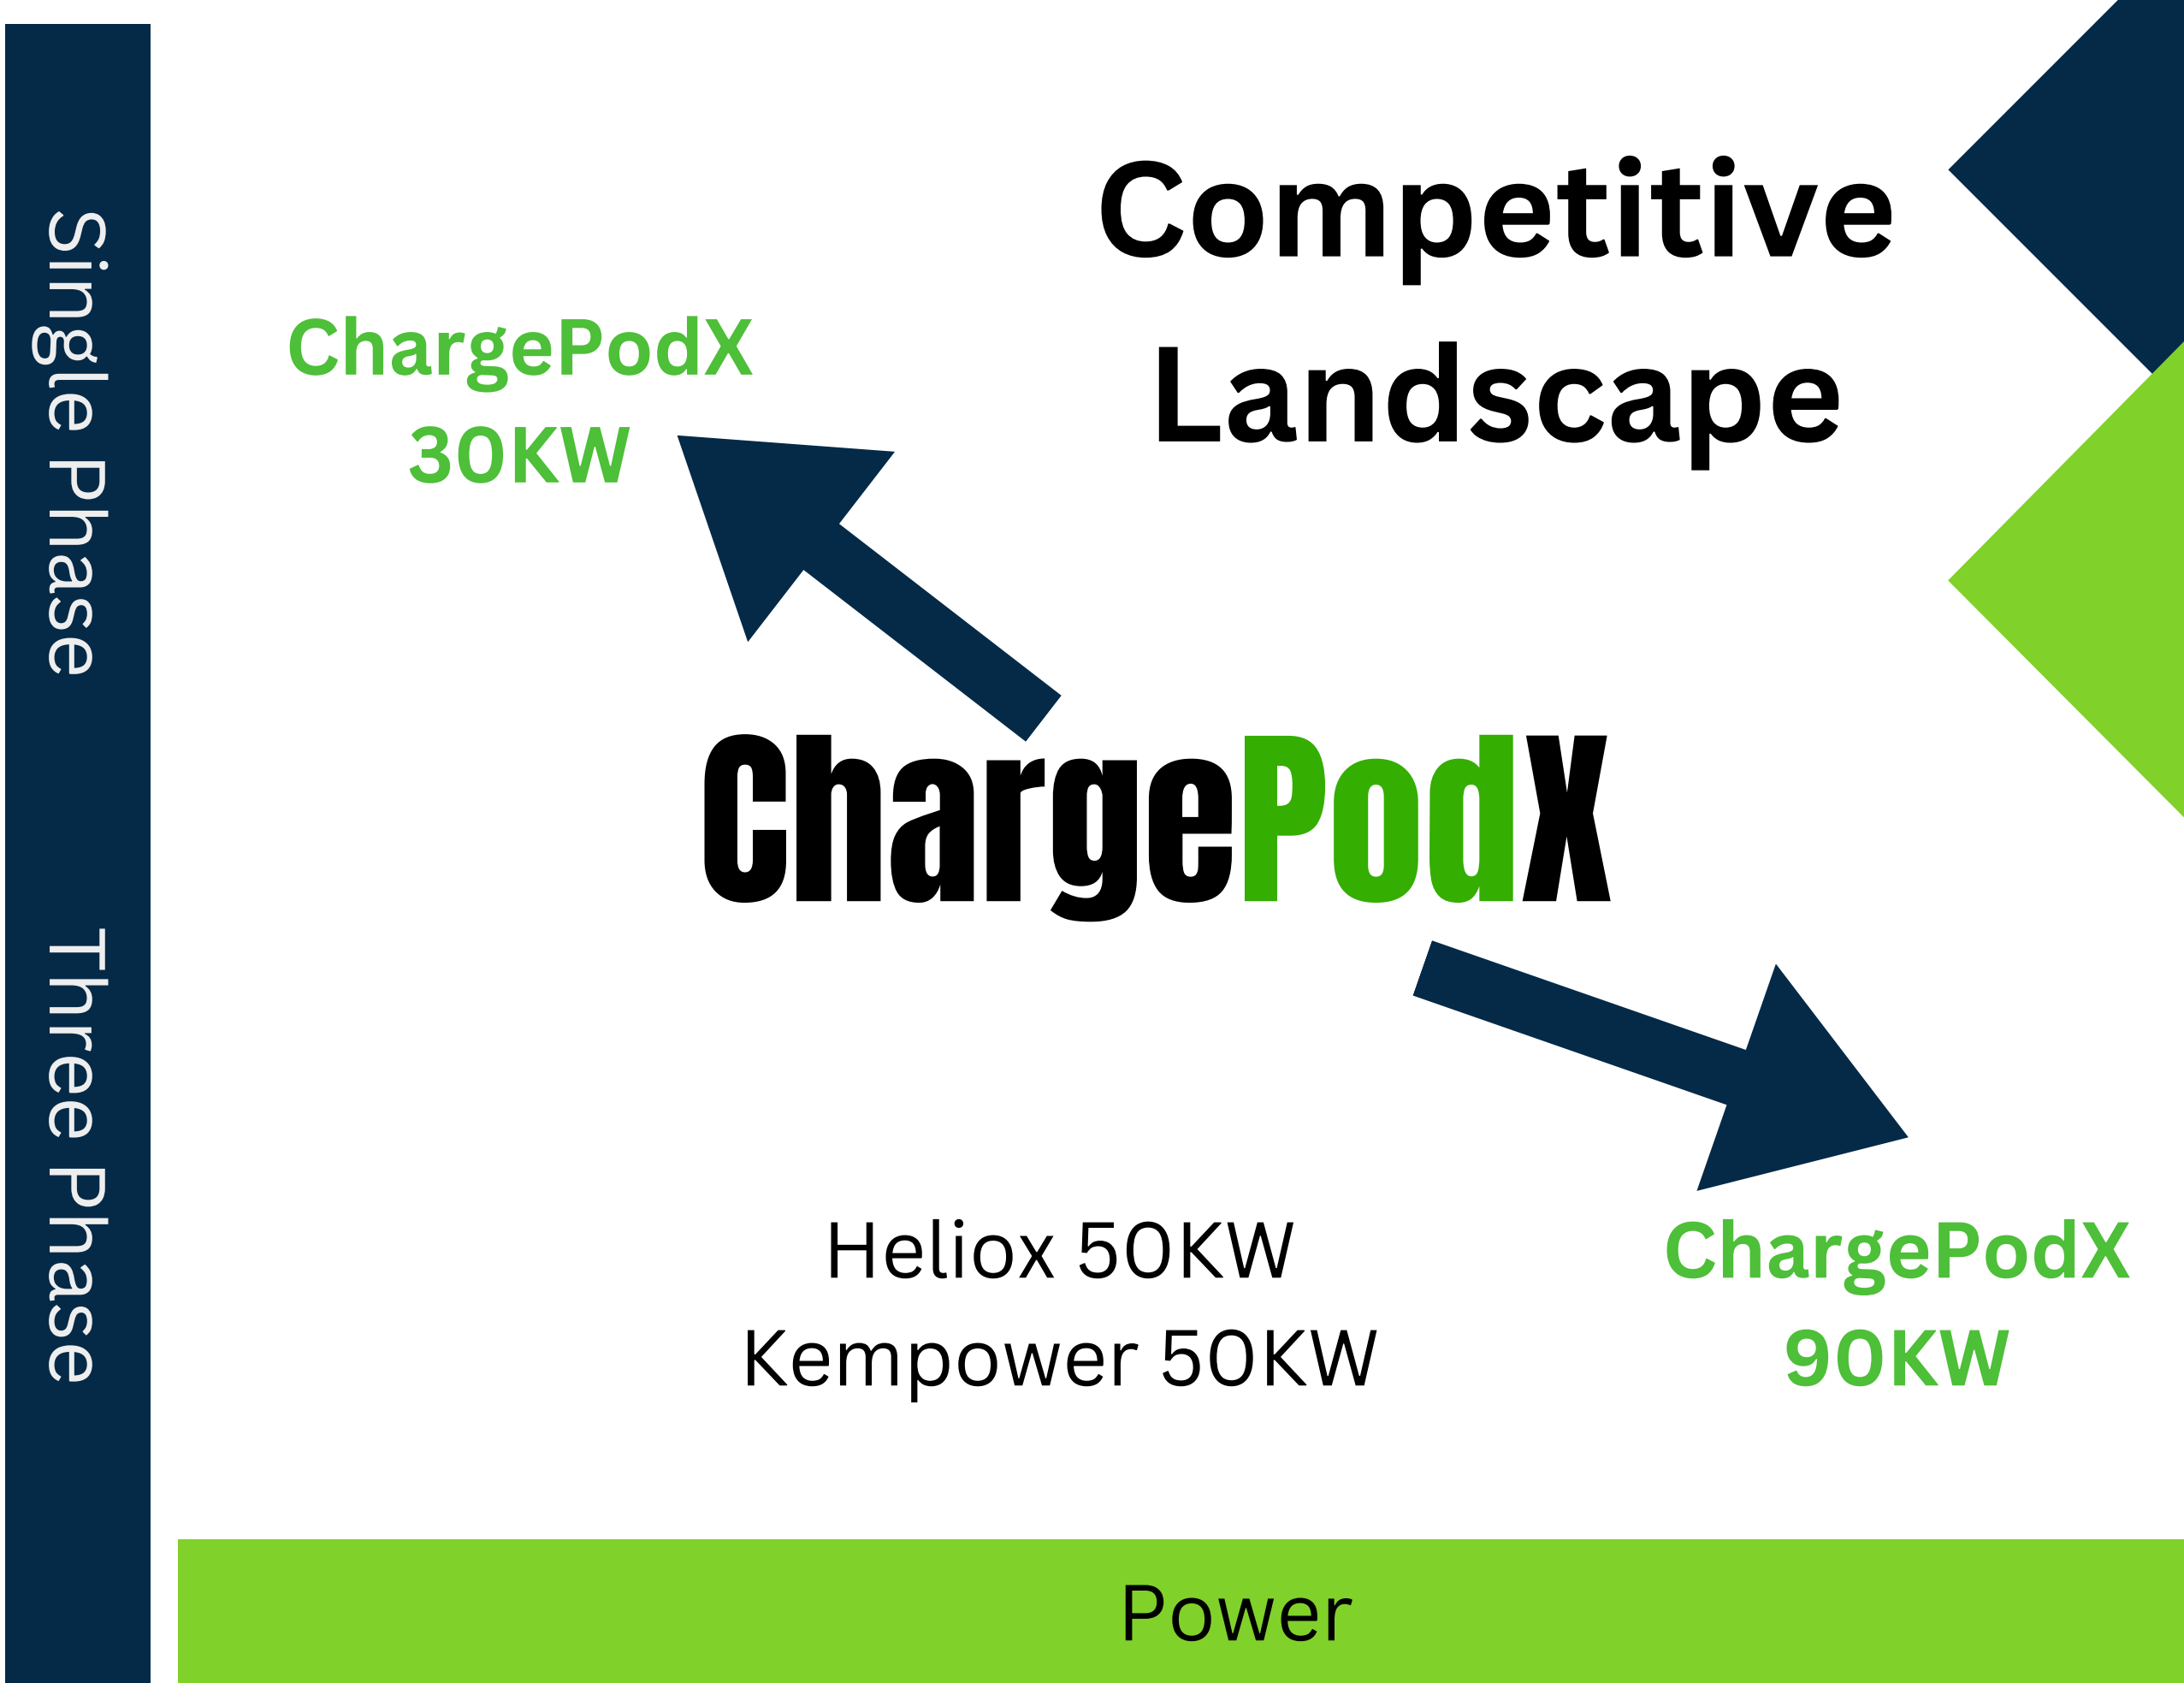 Competitive
Landscape
Single Phase
ChargePodX
30KW
ChargePodX
Three Phase
Heliox 50KW
Kempower 50KW
ChargePodX
90KW
Power